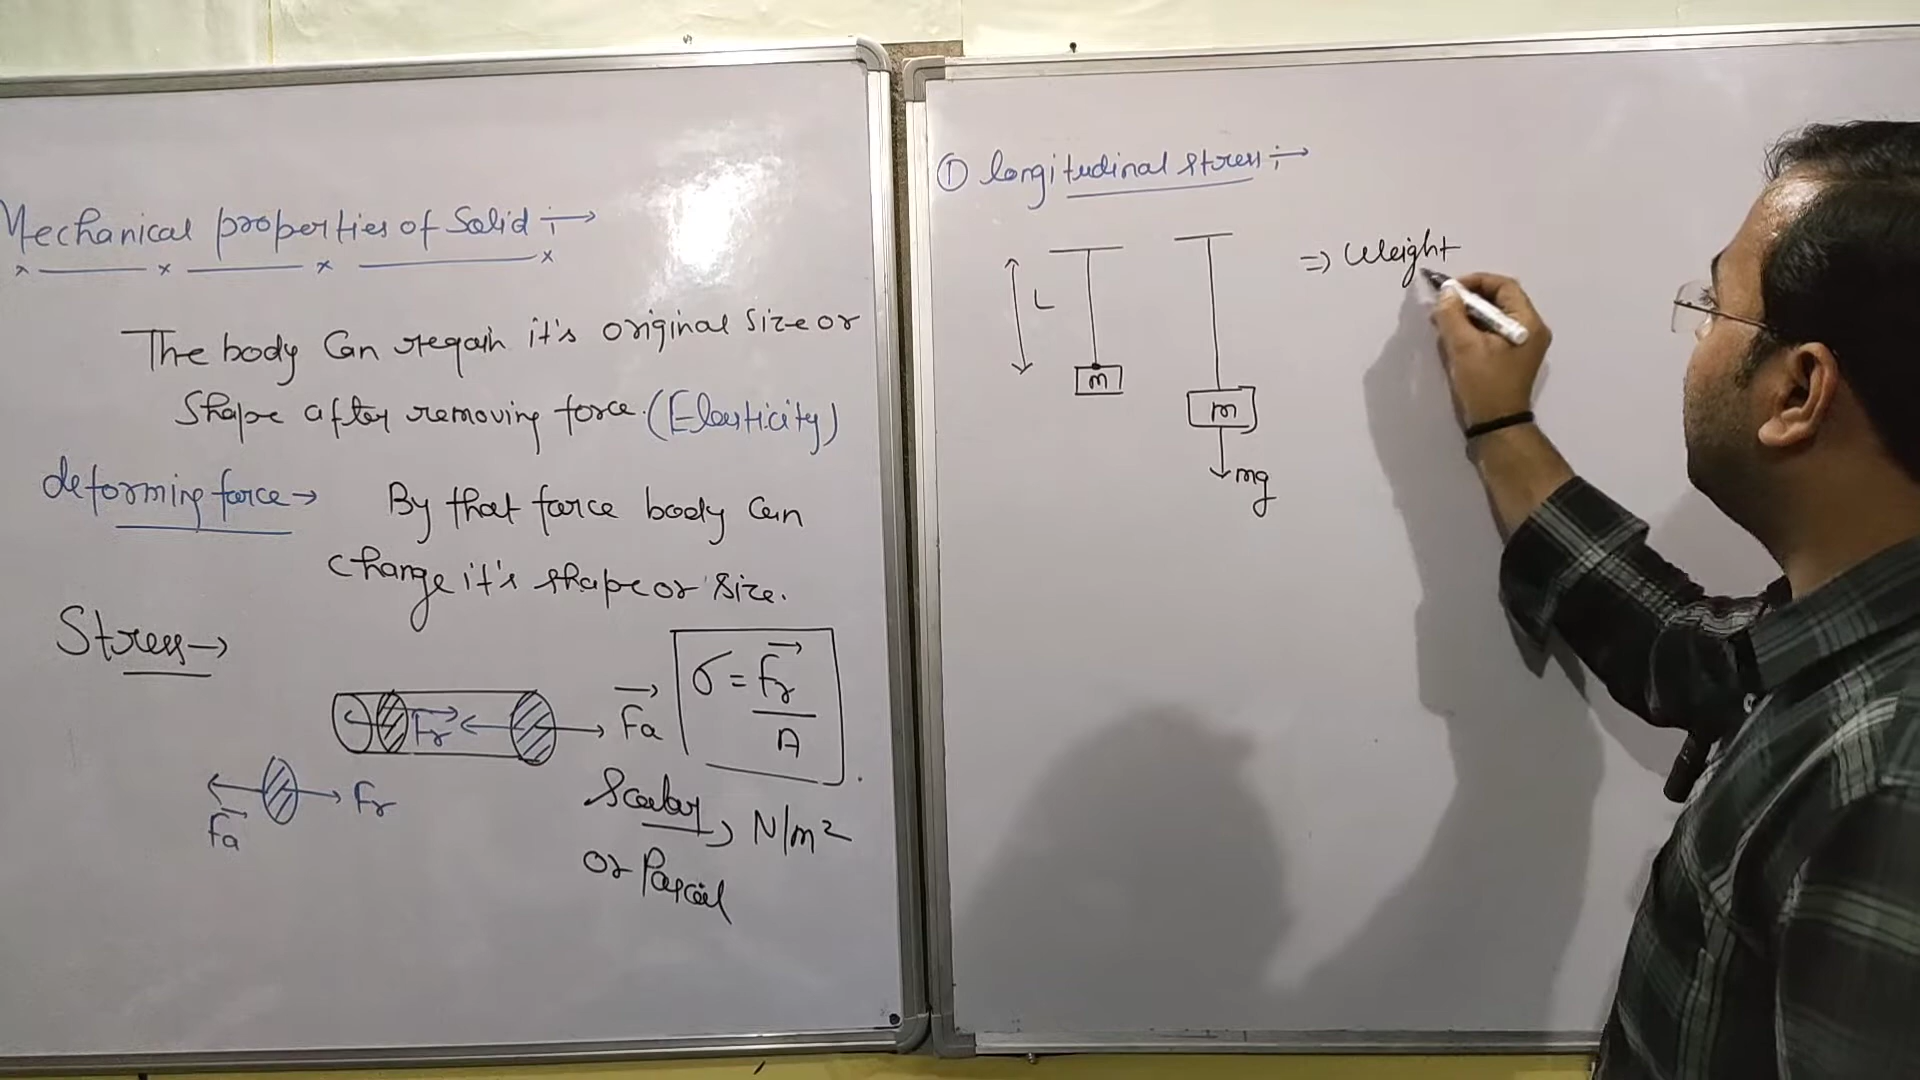 Mechanical properties of Solid :→
The body Can regain it's original Size or
Shape after removing force. (Elasticity)
deforming force → By that force body Can
change it's shape or size.
Stress →
Fr
Fa
σ = Fr / A
Fa
Fr
Scalar, N/m²
or Pascal
① longitudinal stress :→
L
m
m
mg
⇒ Weight